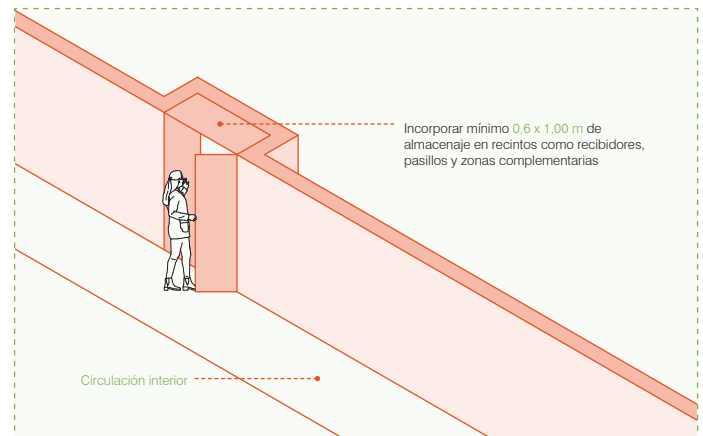 Incorporar mínimo 0,6 x 1,00 m de
almacenaje en recintos como recibidores,
pasillos y zonas complementarias
Circulación interior